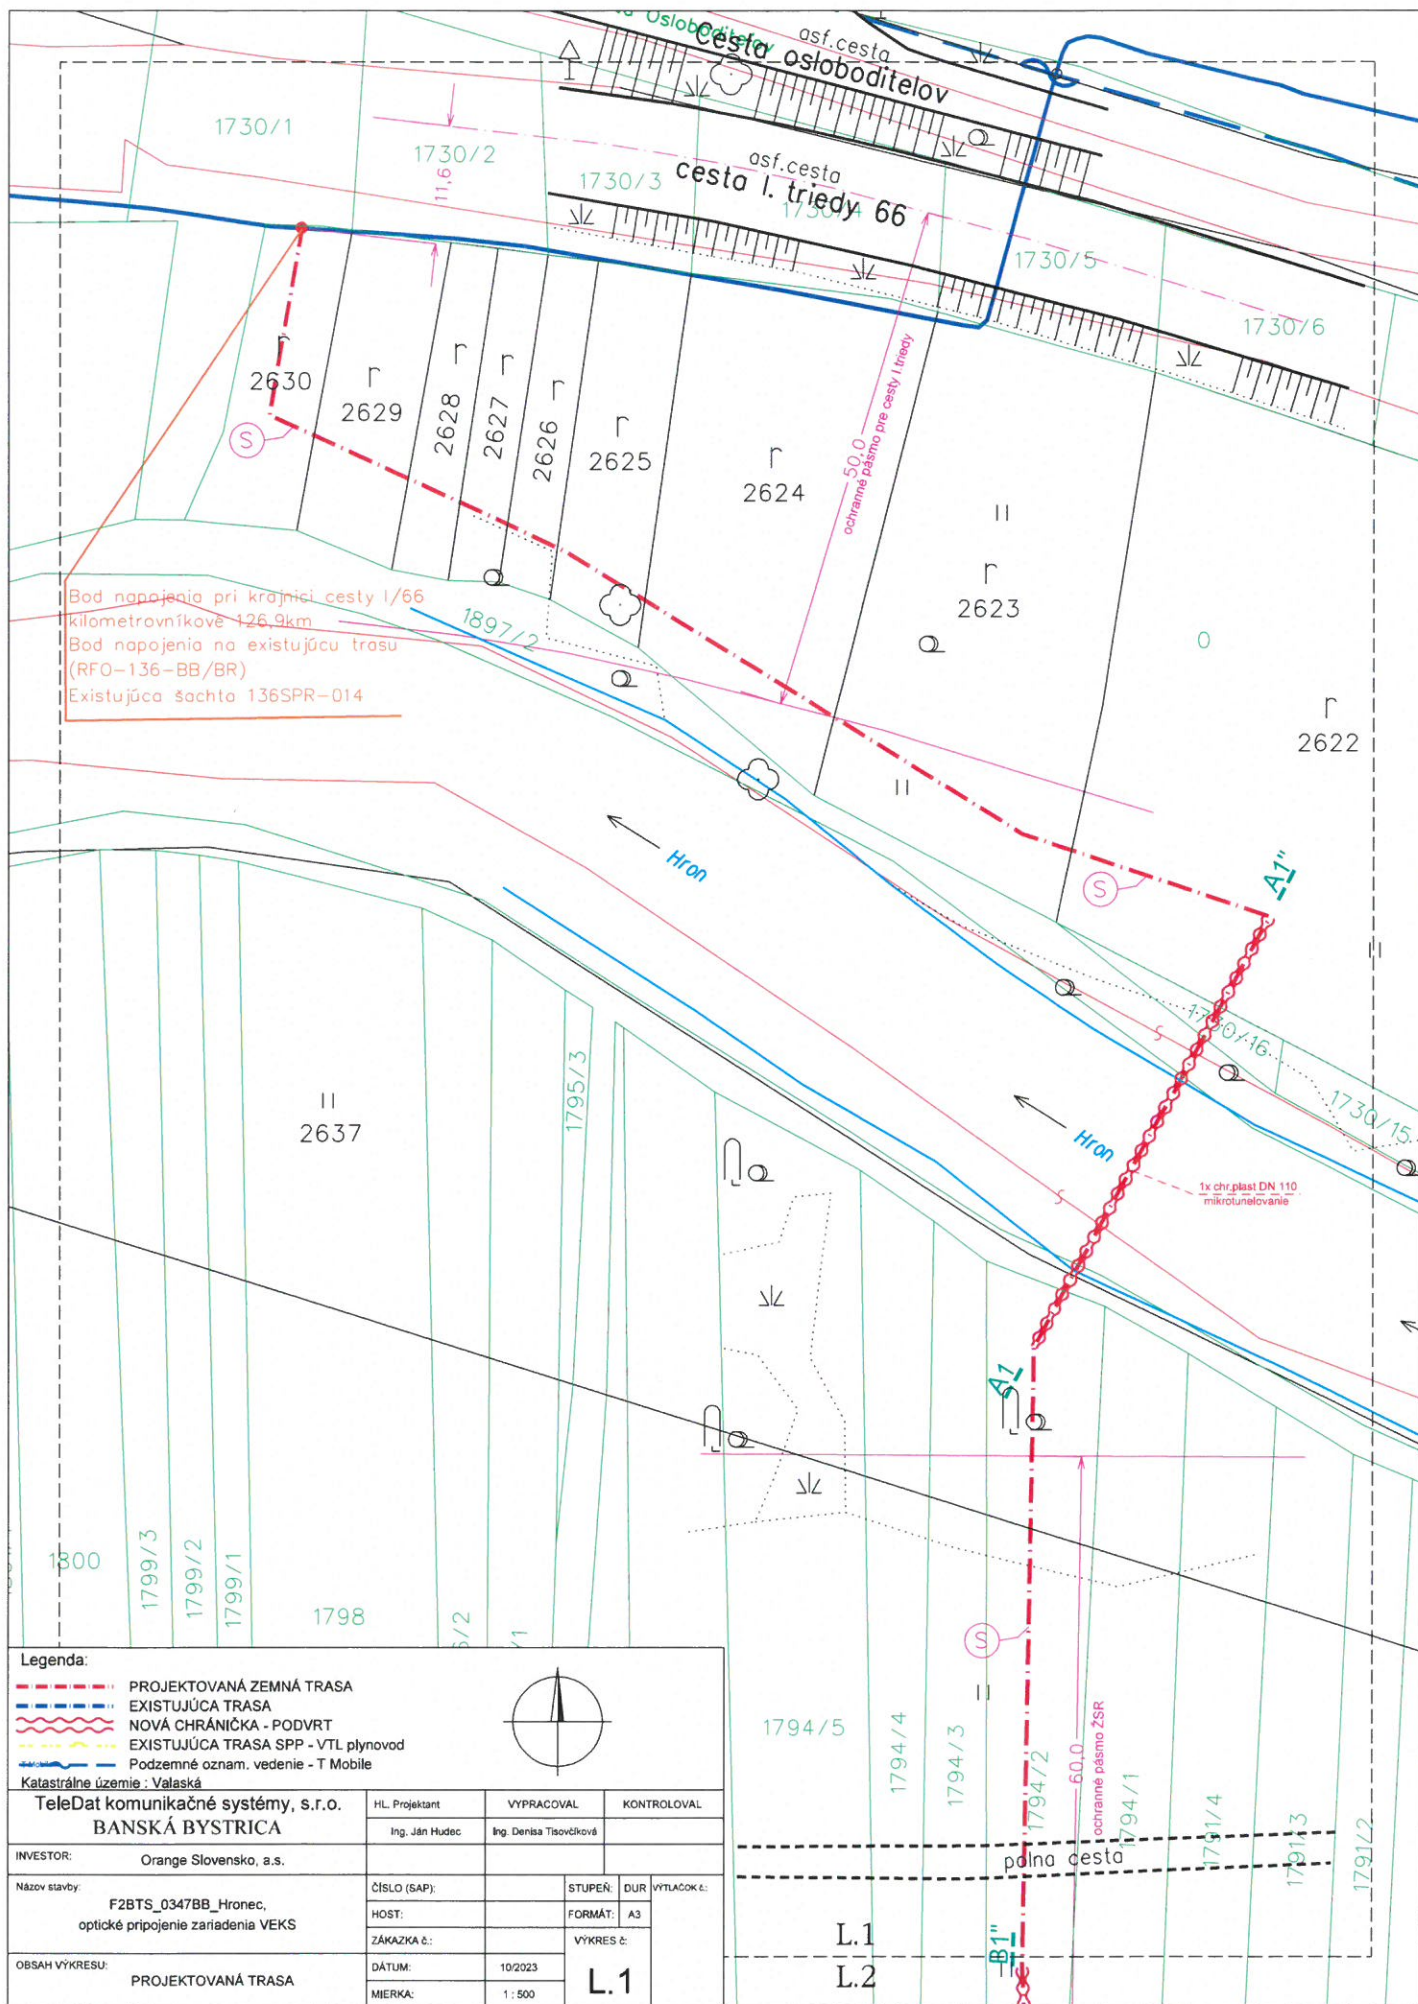 Cesta osloboditelov
asf.cesta
Cesta osloboditelov
1730/1
1730/2
11,6
1730/3
asf.cesta
cesta I. triedy 66
1730/5
1730/6
r
2630
r
2629
r
2628
r
2627
r
2626
r
2625
r
2624
50,0
ochranné pásmo pre cesty I.triedy
r
2623
O
r
2622
S
Bod napojenia pri krajnici cesty I/66
kilometrovníkové 126,9km
Bod napojenia na existujúcu trasu
(RFO-136-BB/BR)
Existujúca šachta 136SPR-014
1897/2
Hron
S
A1"
1730/16
1730/15
Hron
1x chr.plast DN 110
mikrotunelovanie
2637
1795/3
A1
1800
1799/3
1799/2
1799/1
1798
S
1794/5
1794/4
1794/3
1794/2
60,0
ochranné pásmo ŽSR
1794/1
1791/4
1791/3
1791/2
poľna cesta
B1"
L.1
L.2
Legenda:
PROJEKTOVANÁ ZEMNÁ TRASA
EXISTUJÚCA TRASA
NOVÁ CHRÁNIČKA - PODVRT
EXISTUJÚCA TRASA SPP - VTL plynovod
Podzemné oznam. vedenie - T Mobile
Katastrálne územie : Valaská
TeleDat komunikačné systémy, s.r.o.
BANSKÁ BYSTRICA
HL. Projektant
VYPRACOVAL
KONTROLOVAL
Ing. Ján Hudec
Ing. Denisa Tisovčíková
INVESTOR:
Orange Slovensko, a.s.
Názov stavby:
F2BTS_0347BB_Hronec,
optické pripojenie zariadenia VEKS
ČÍSLO (SAP):
STUPEŇ:
DUR
VÝTLAČOK č.:
HOST:
FORMÁT:
A3
ZÁKAZKA č.:
VÝKRES č:
L.1
OBSAH VÝKRESU:
PROJEKTOVANÁ TRASA
DÁTUM:
10/2023
MIERKA:
1 : 500